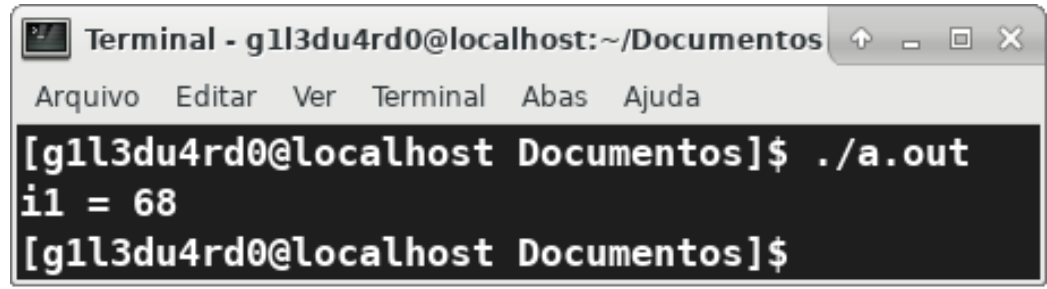 Terminal - g1l3du4rd0@localhost:~/Documentos
Arquivo Editar Ver Terminal Abas Ajuda
[g1l3du4rd0@localhost Documentos]$ ./a.out
i1 = 68
[g1l3du4rd0@localhost Documentos]$